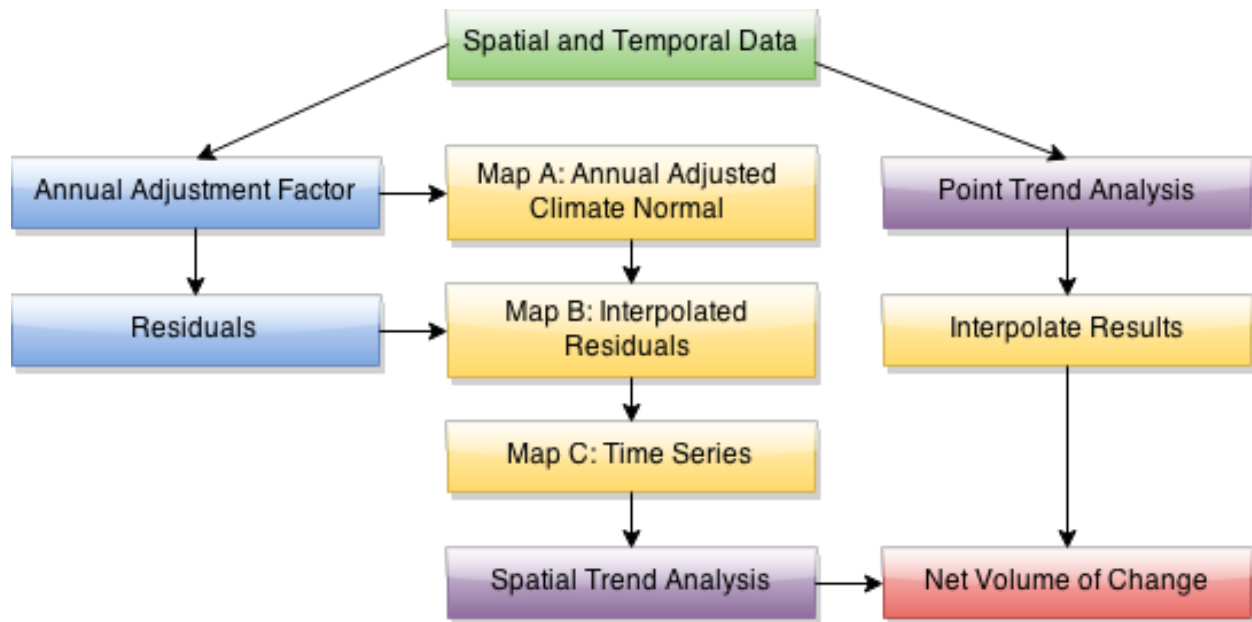 Spatial and Temporal Data
Annual Adjustment Factor
Map A: Annual Adjusted
Climate Normal
Point Trend Analysis
Residuals
Map B: Interpolated
Residuals
Interpolate Results
Map C: Time Series
Spatial Trend Analysis
Net Volume of Change